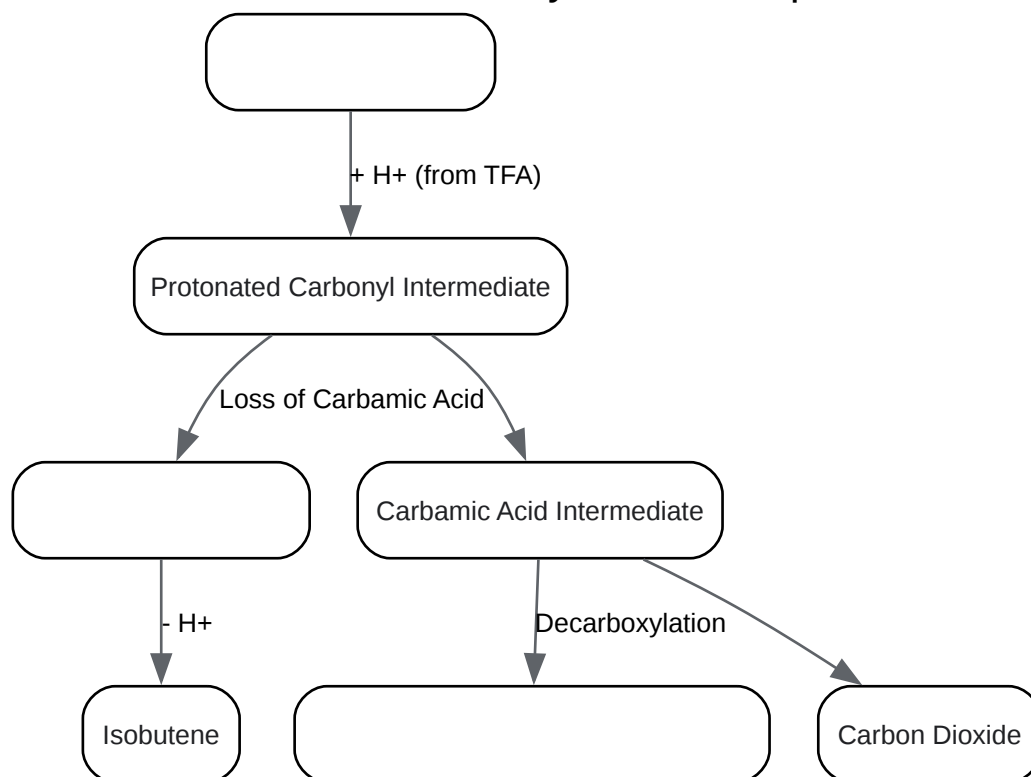 + H+ (from TFA)
Protonated Carbonyl Intermediate
Loss of Carbamic Acid
Carbamic Acid Intermediate
- H+
Decarboxylation
Isobutene
Carbon Dioxide